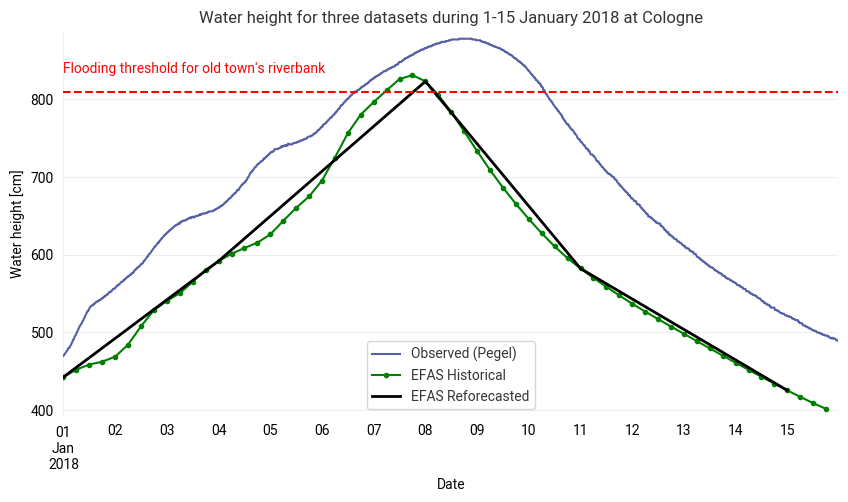 Water height for three datasets during 1-15 January 2018 at Cologne
Flooding threshold for old town's riverbank
800
700
600
500
400
Water height [cm]
Observed (Pegel)
EFAS Historical
EFAS Reforecasted
01 02 03 04 05 06 07 08 09 10 11 12 13 14 15
Jan
2018
Date